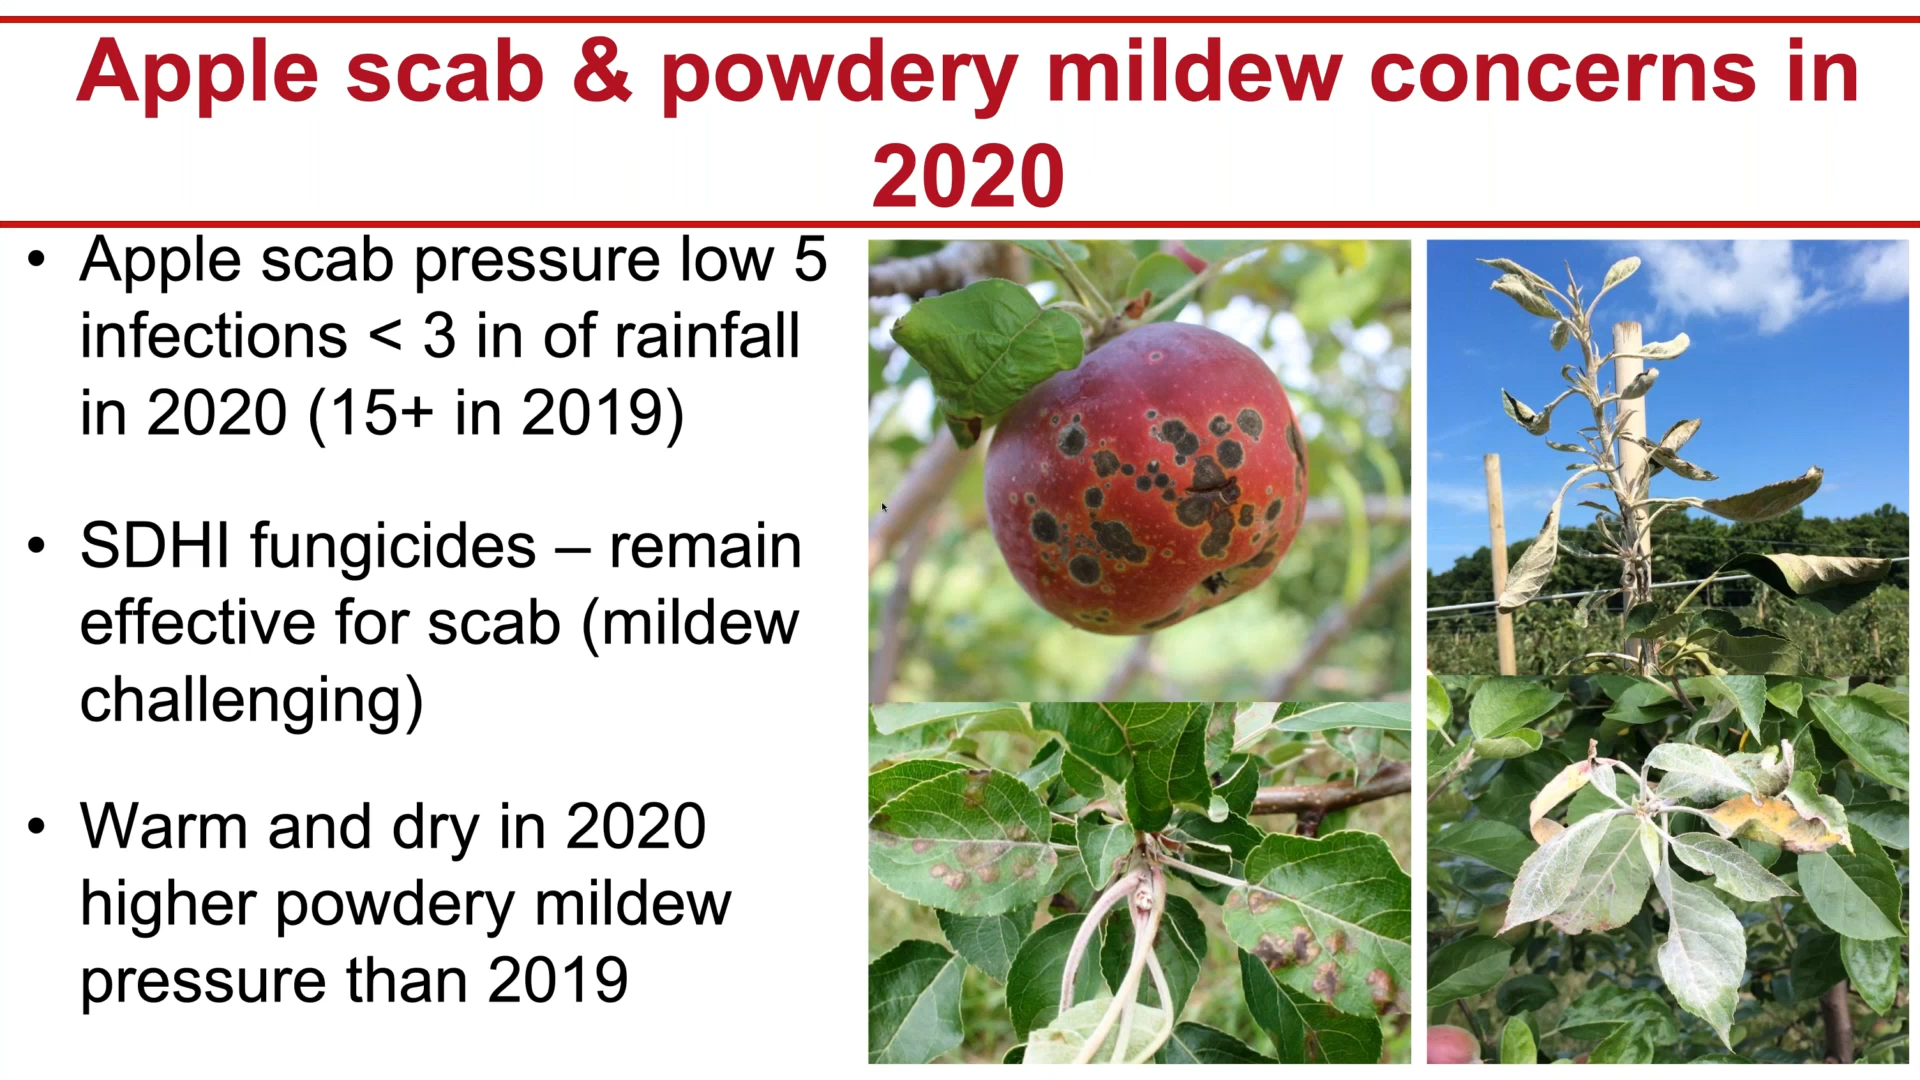 Apple scab & powdery mildew concerns in
2020
• Apple scab pressure low 5
infections < 3 in of rainfall
in 2020 (15+ in 2019)
• SDHI fungicides – remain
effective for scab (mildew
challenging)
• Warm and dry in 2020
higher powdery mildew
pressure than 2019